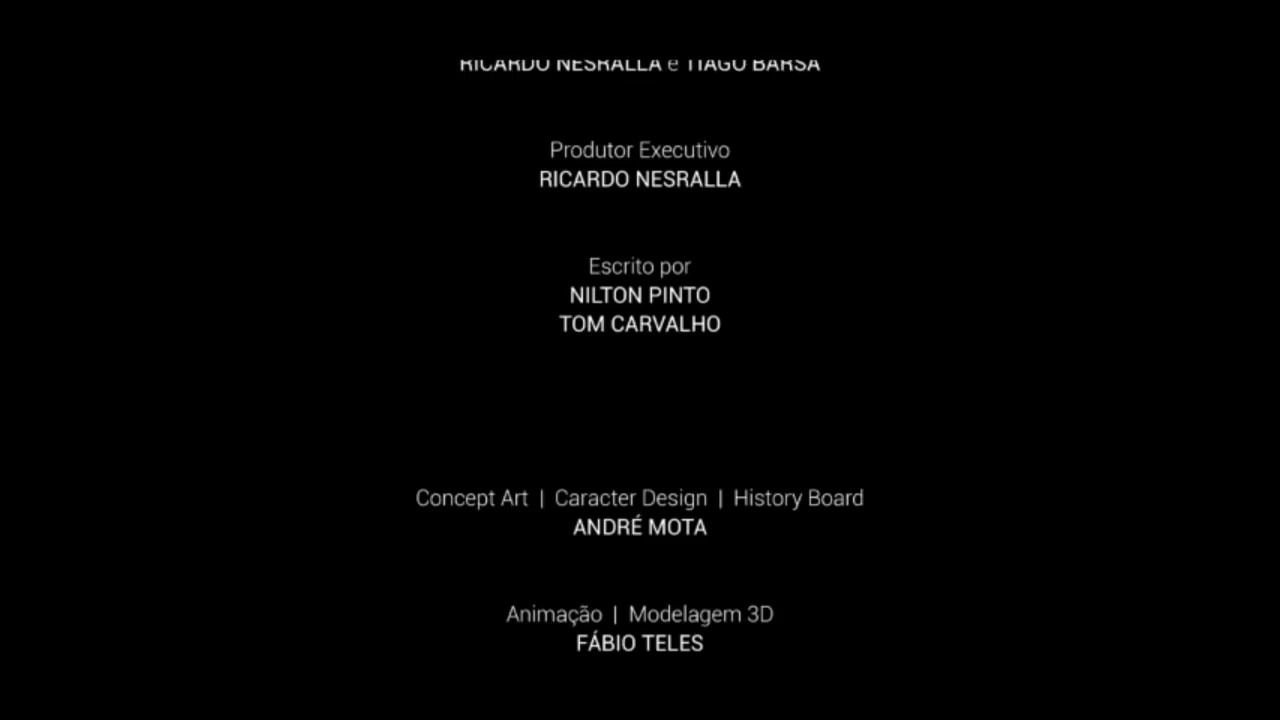 RICARDO NESRALLA e TIAGO BARSA
Produtor Executivo
RICARDO NESRALLA
Escrito por
NILTON PINTO
TOM CARVALHO
Concept Art | Caracter Design | History Board
ANDRÉ MOTA
Animação | Modelagem 3D
FÁBIO TELES